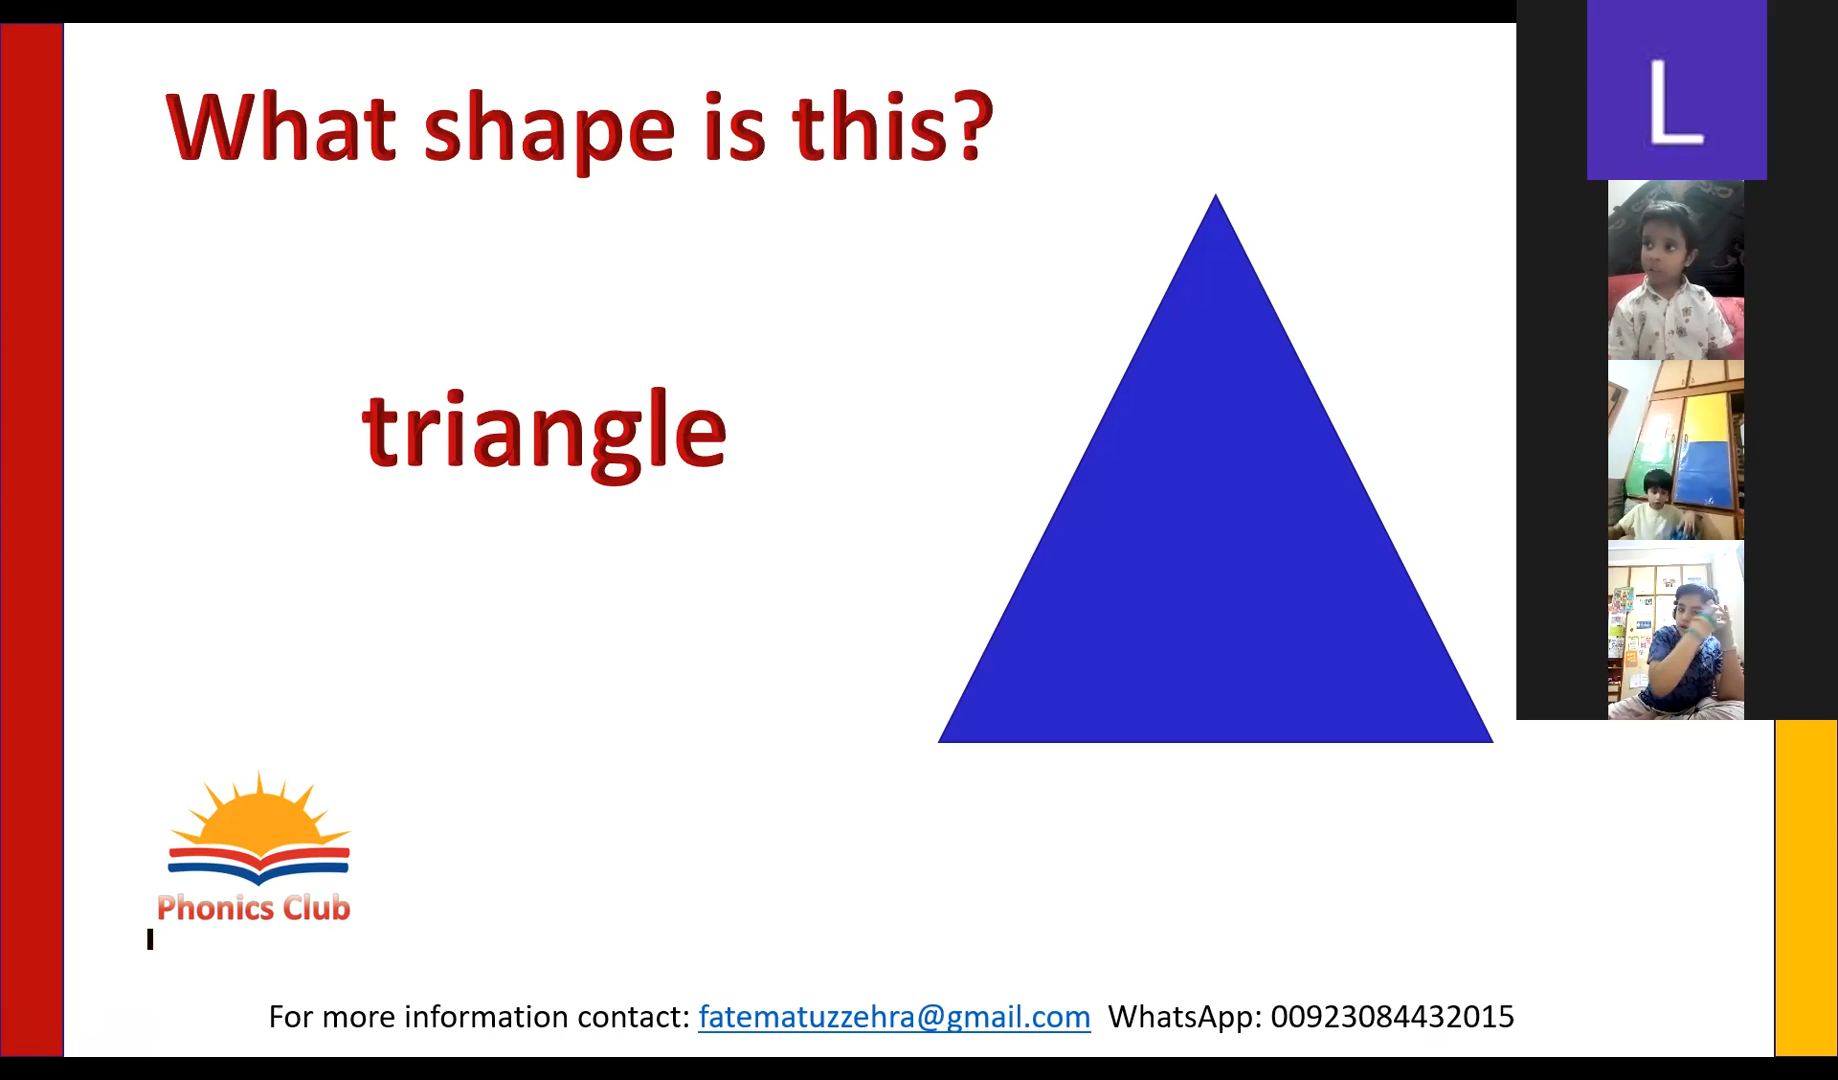 What shape is this?
triangle
L
Phonics Club
For more information contact: fatematuzzehra@gmail.com WhatsApp: 00923084432015